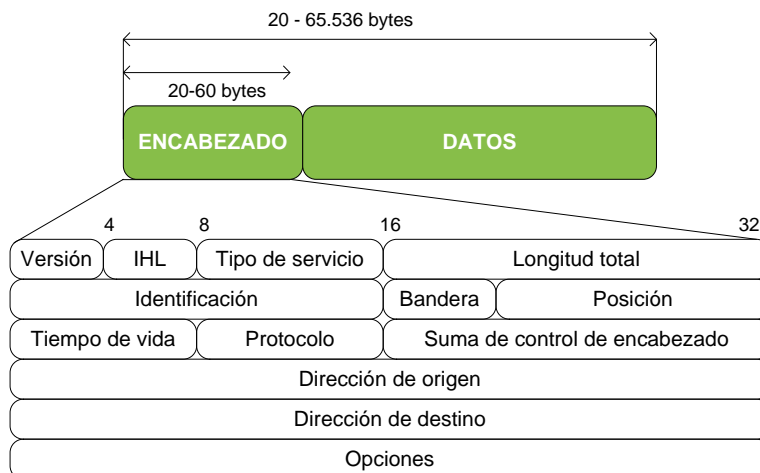 20 - 65.536 bytes
20-60 bytes
ENCABEZADO DATOS
4 8 16 32
Versión IHL Tipo de servicio Longitud total
Identificación Bandera Posición
Tiempo de vida Protocolo Suma de control de encabezado
Dirección de origen
Dirección de destino
Opciones